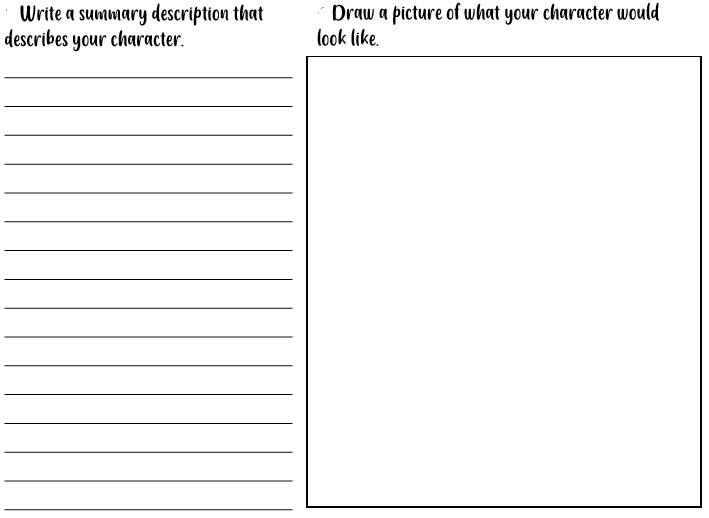 Write a summary description that
describes your character.
Draw a picture of what your character would
look like.